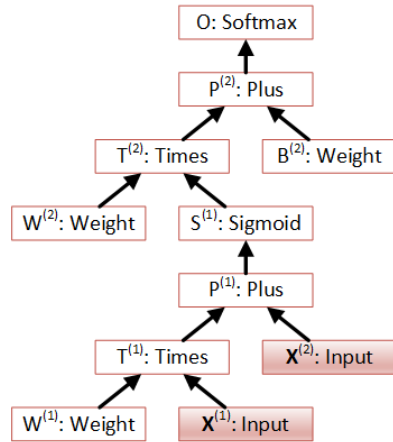 O: Softmax
P⁽²⁾: Plus
T⁽²⁾: Times
B⁽²⁾: Weight
W⁽²⁾: Weight
S⁽¹⁾: Sigmoid
P⁽¹⁾: Plus
T⁽¹⁾: Times
X⁽²⁾: Input
W⁽¹⁾: Weight
X⁽¹⁾: Input